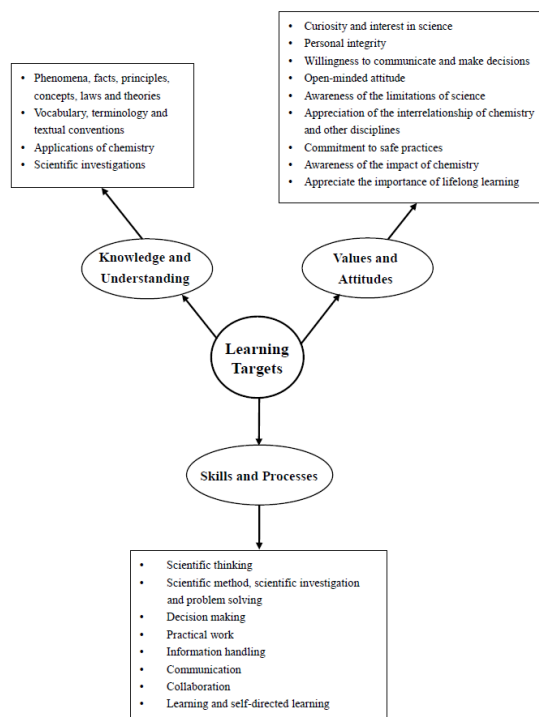 • Curiosity and interest in science
• Personal integrity
• Willingness to communicate and make decisions
• Open-minded attitude
• Awareness of the limitations of science
• Appreciation of the interrelationship of chemistry
and other disciplines
• Commitment to safe practices
• Awareness of the impact of chemistry
• Appreciate the importance of lifelong learning
• Phenomena, facts, principles,
concepts, laws and theories
• Vocabulary, terminology and
textual conventions
• Applications of chemistry
• Scientific investigations
Knowledge and
Understanding
Values and
Attitudes
Learning
Targets
Skills and Processes
• Scientific thinking
• Scientific method, scientific investigation
and problem solving
• Decision making
• Practical work
• Information handling
• Communication
• Collaboration
• Learning and self-directed learning